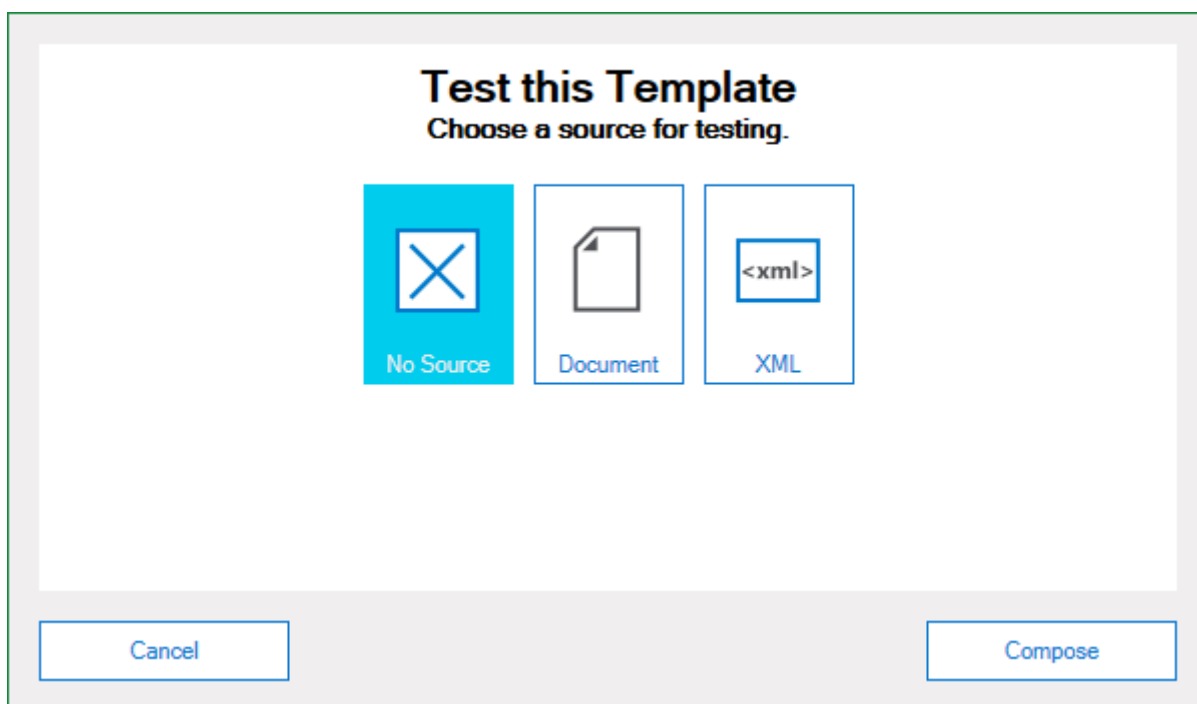 Test this Template
Choose a source for testing.
<xml>
No Source
Document
XML
Cancel
Compose